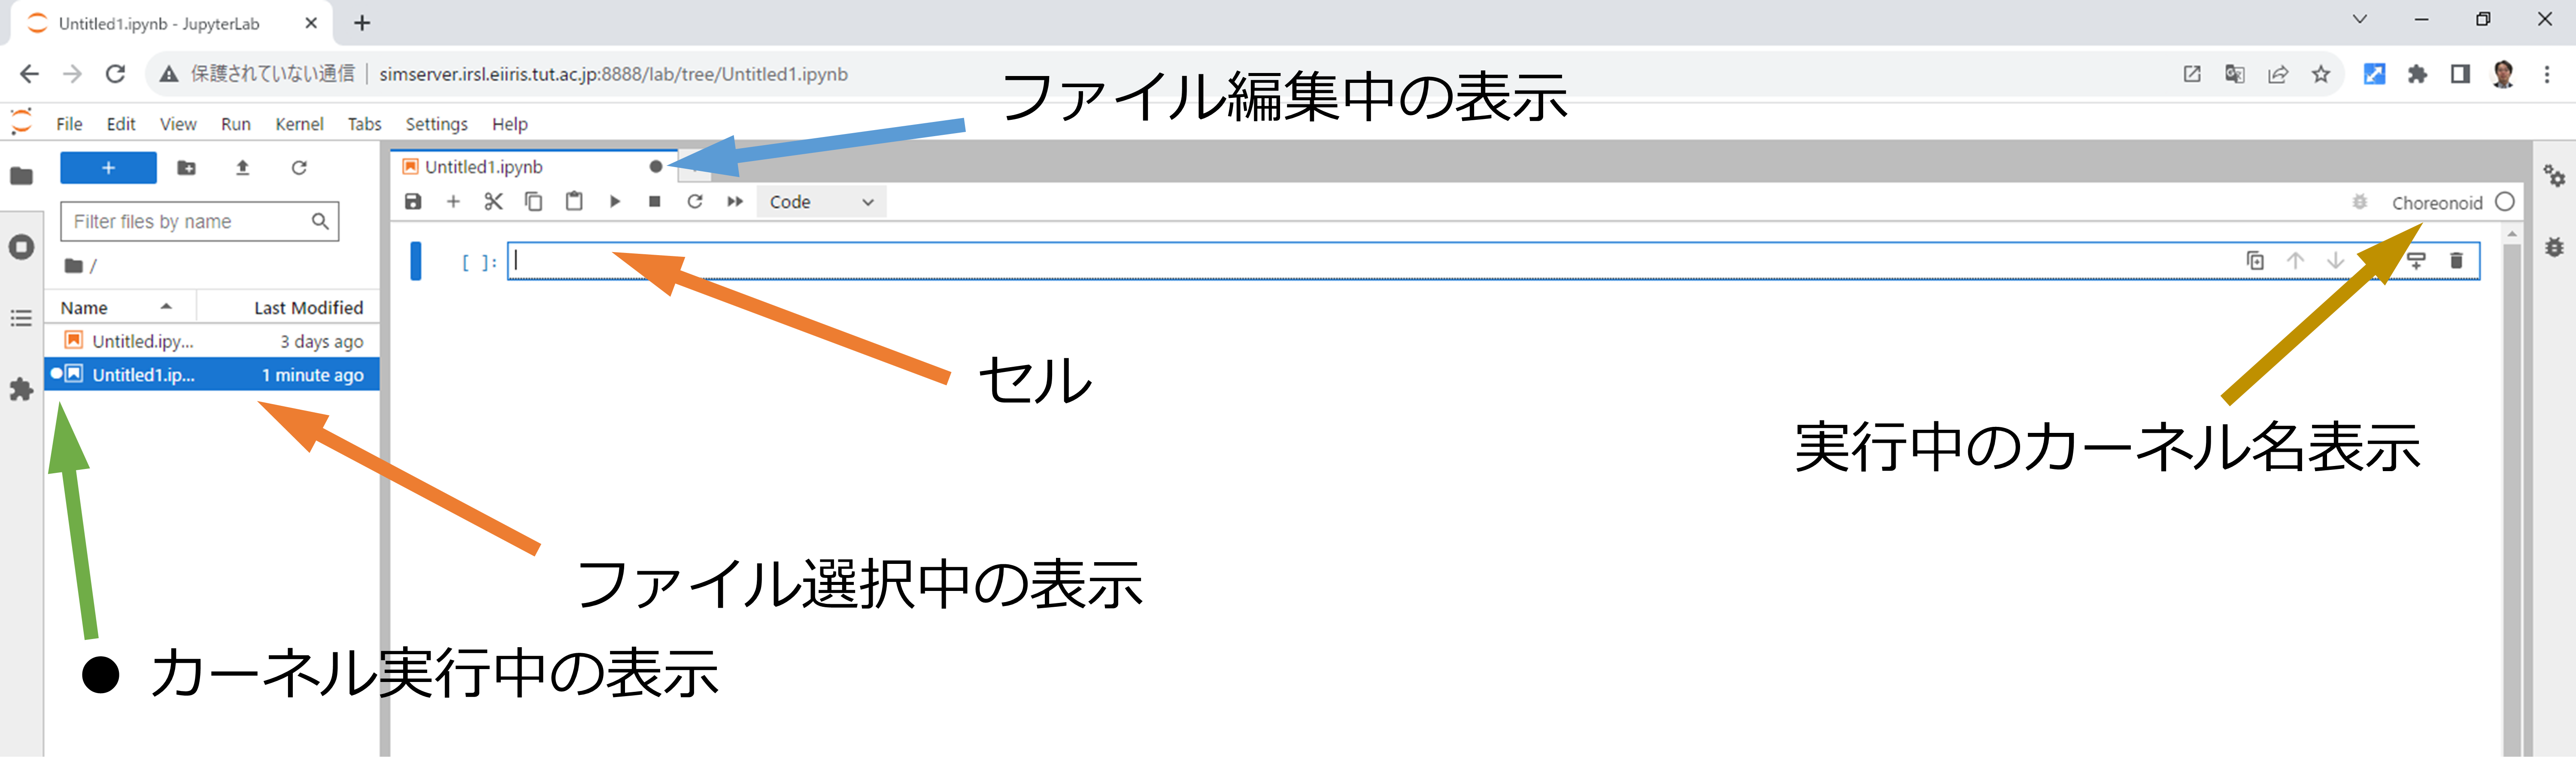 Untitled1.ipynb - JupyterLab
保護されていない通信 | simserver.irsl.eiiris.tut.ac.jp:8888/lab/tree/Untitled1.ipynb
ファイル編集中の表示
File Edit View Run Kernel Tabs Settings Help
Untitled1.ipynb
Code
Choreonoid
Filter files by name
/
[ ]:
Name Last Modified
Untitled.ipy... 3 days ago
Untitled1.ip... 1 minute ago
セル
実行中のカーネル名表示
ファイル選択中の表示
● カーネル実行中の表示